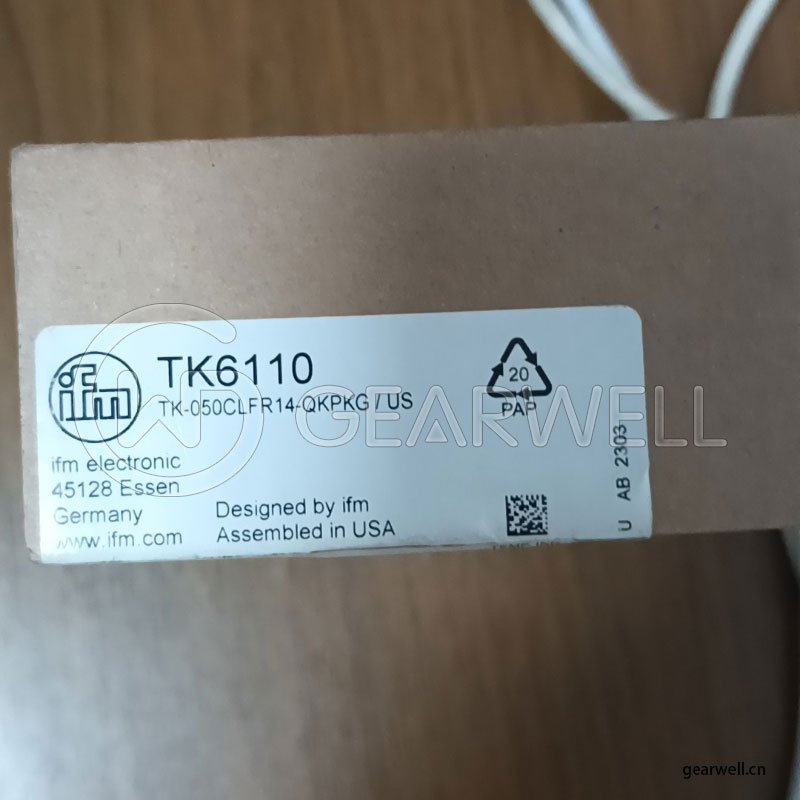 ifm
TK6110
TK-050CLFR14-QKPKG / US
20
PAP
GEARWELL
ifm electronic
45128 Essen
Germany
www.ifm.com
Designed by ifm
Assembled in USA
U AB 2303
gearwell.cn